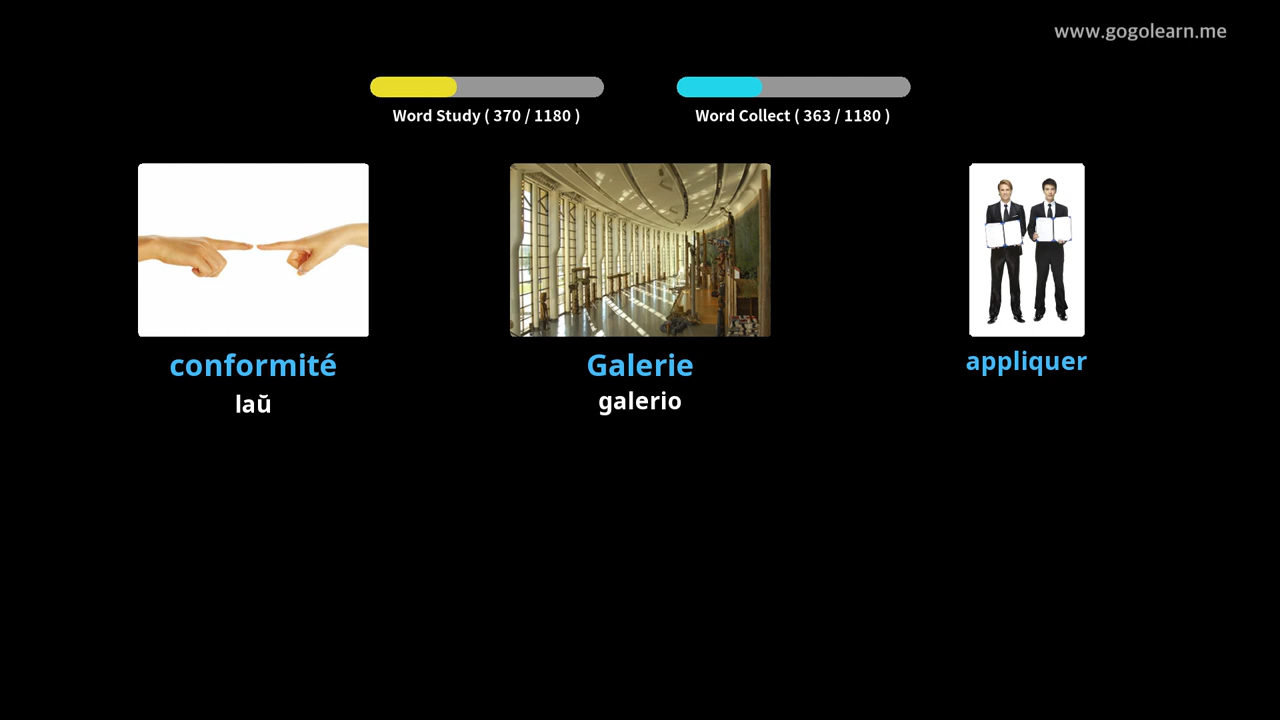 www.gogolearn.me
Word Study ( 370 / 1180 )
Word Collect ( 363 / 1180 )
conformité
laŭ
Galerie
galerio
appliquer